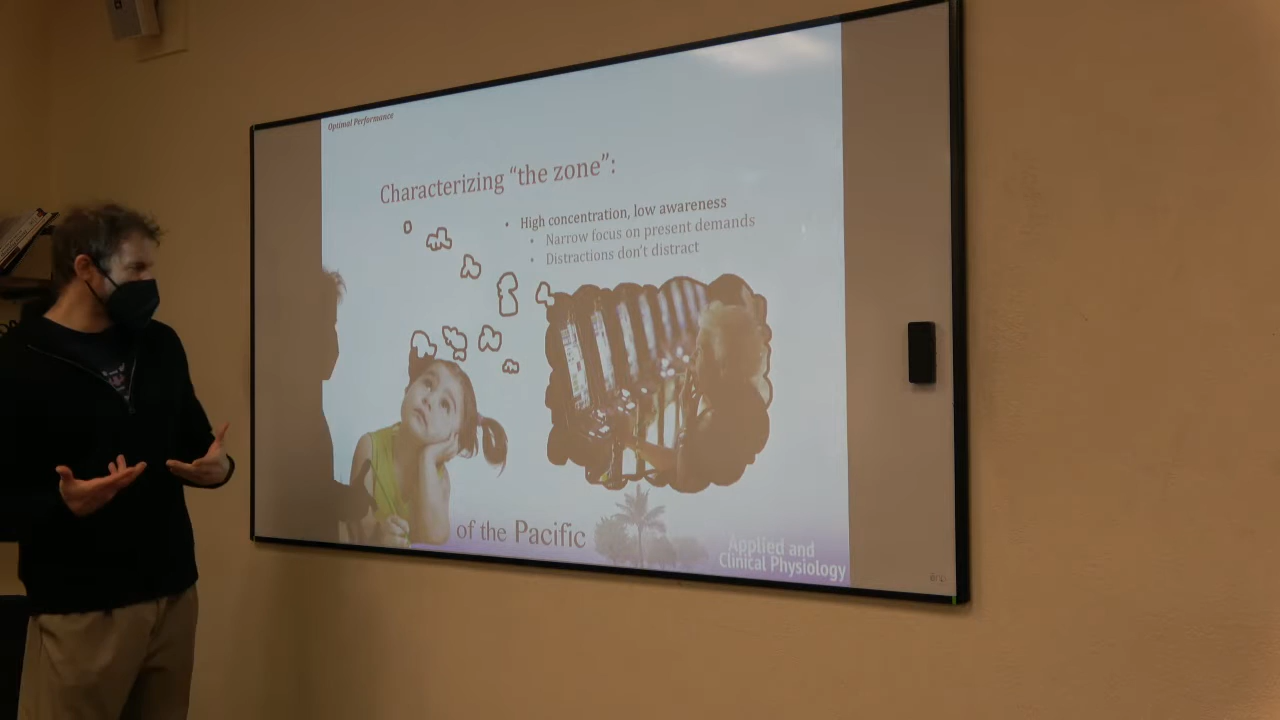 Optimal Performance
Characterizing “the zone”:
• High concentration, low awareness
• Narrow focus on present demands
• Distractions don’t distract
of the Pacific
Applied and
Clinical Physiology